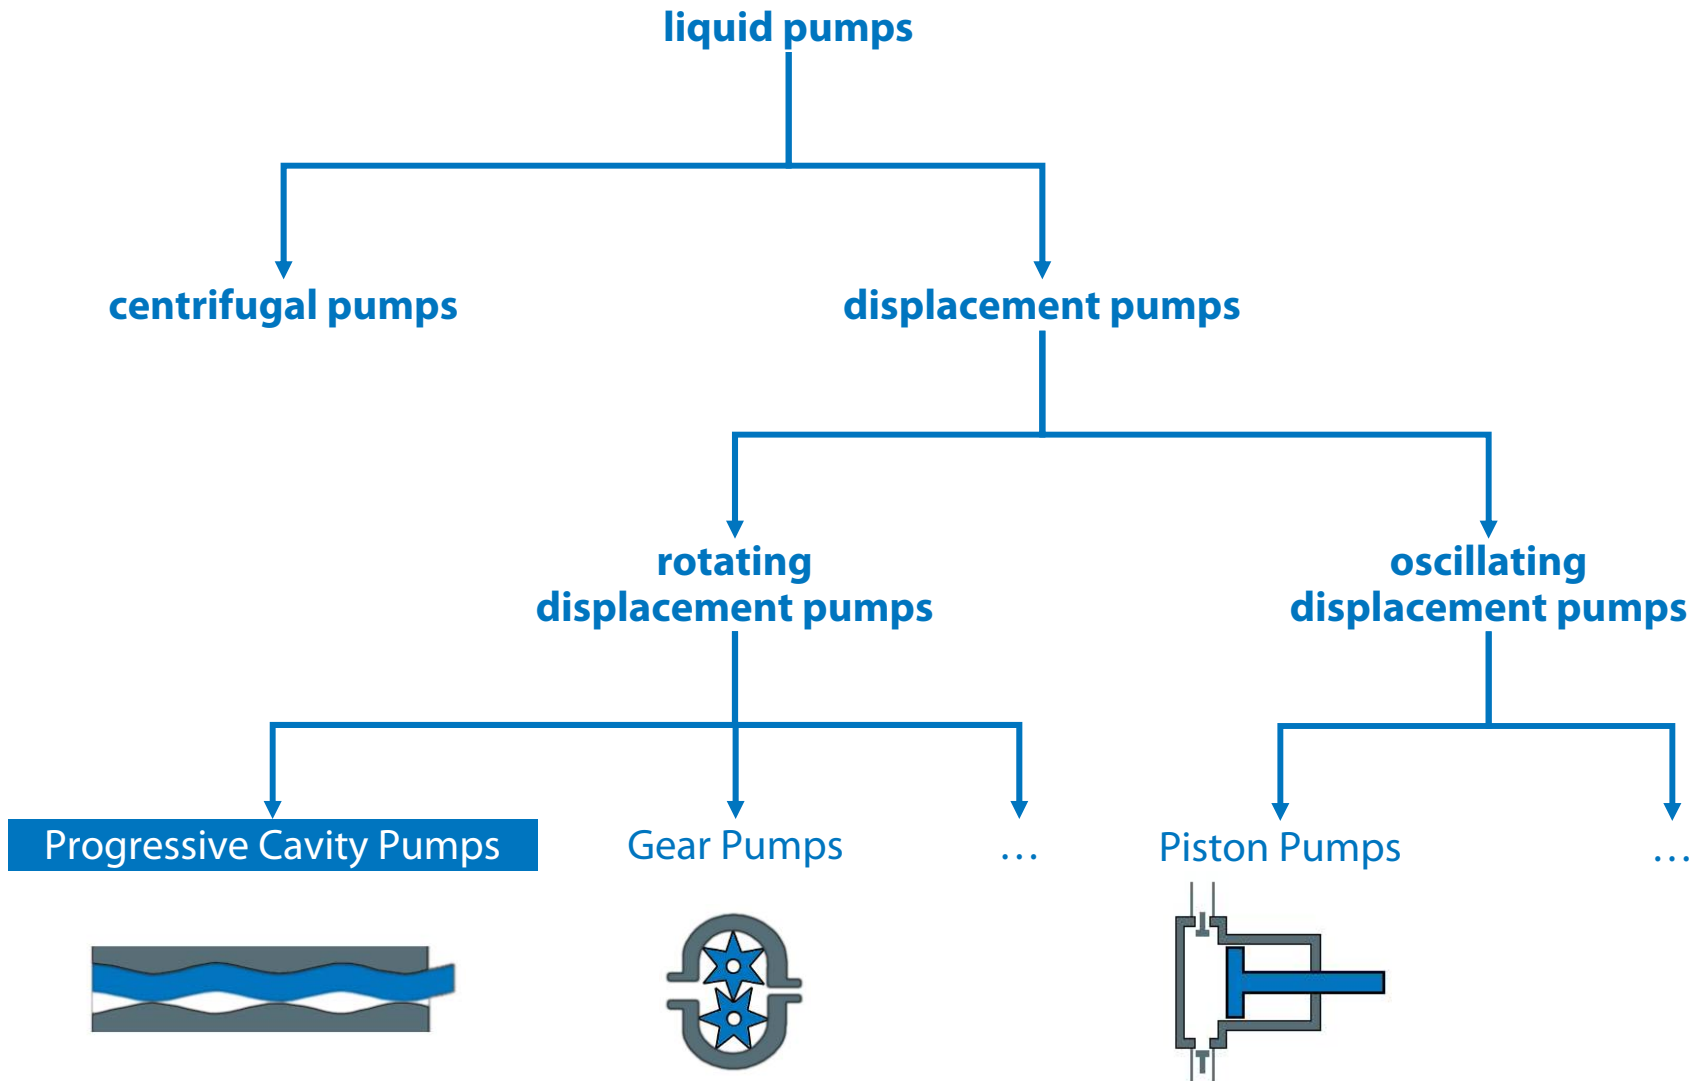 liquid pumps
centrifugal pumps
displacement pumps
rotating
displacement pumps
oscillating
displacement pumps
Progressive Cavity Pumps
Gear Pumps
…
Piston Pumps
…